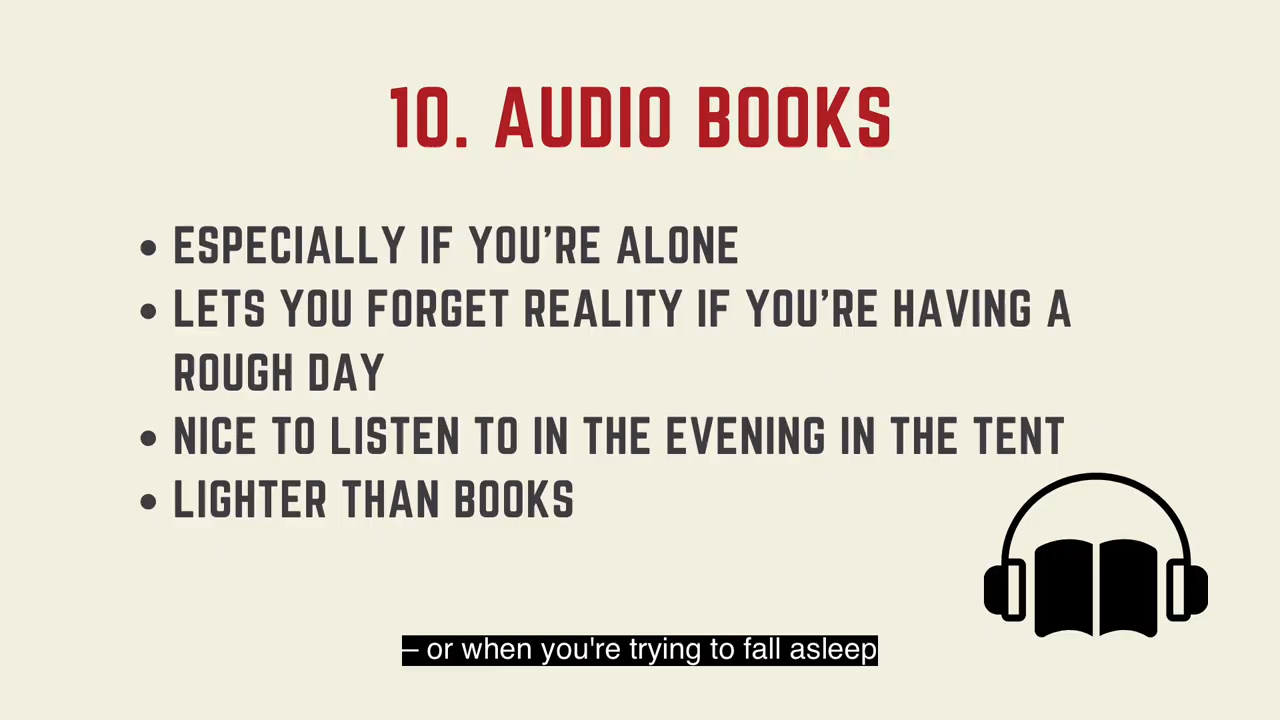 10. AUDIO BOOKS
• ESPECIALLY IF YOU'RE ALONE
• LETS YOU FORGET REALITY IF YOU'RE HAVING A
ROUGH DAY
• NICE TO LISTEN TO IN THE EVENING IN THE TENT
• LIGHTER THAN BOOKS
– or when you're trying to fall asleep